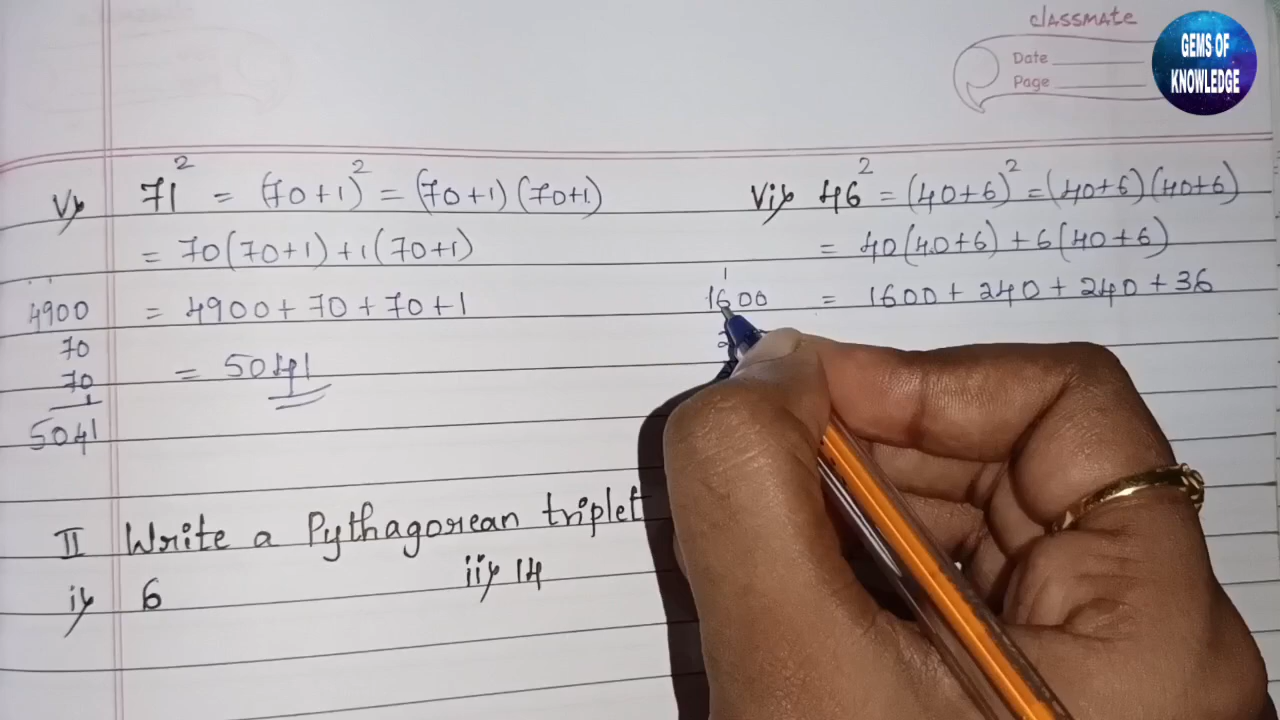 classmate
Date
Page
GEMS OF
KNOWLEDGE
v) 71² = (70+1)² = (70+1)(70+1)
= 70(70+1)+1(70+1)
= 4900+70+70+1
= 5041
4900
70
70
1
5041
vi) 46² = (40+6)² = (40+6)(40+6)
= 40(40+6)+6(40+6)
= 1600+240+240+36
1
1600
II Write a Pythagorean triplet
i) 6 ii) 14